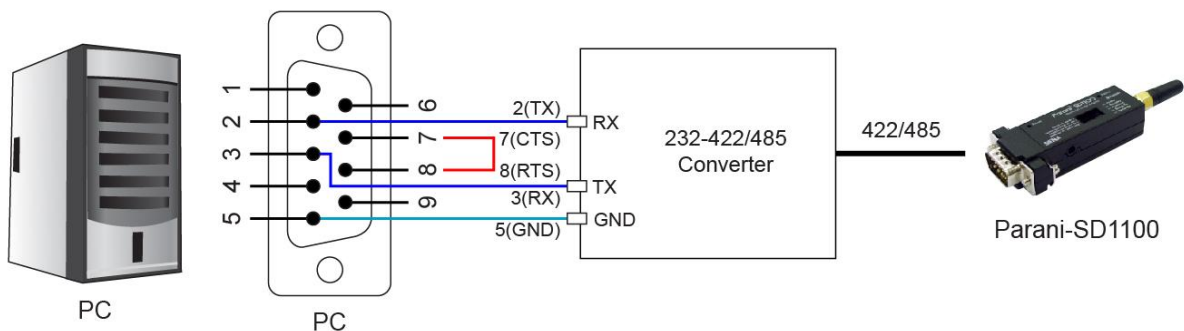 PC
1
2
3
4
5
6
7
8
9
PC
2(TX)
7(CTS)
8(RTS)
3(RX)
5(GND)
RX
TX
GND
232-422/485
Converter
422/485
Parani-SD1100